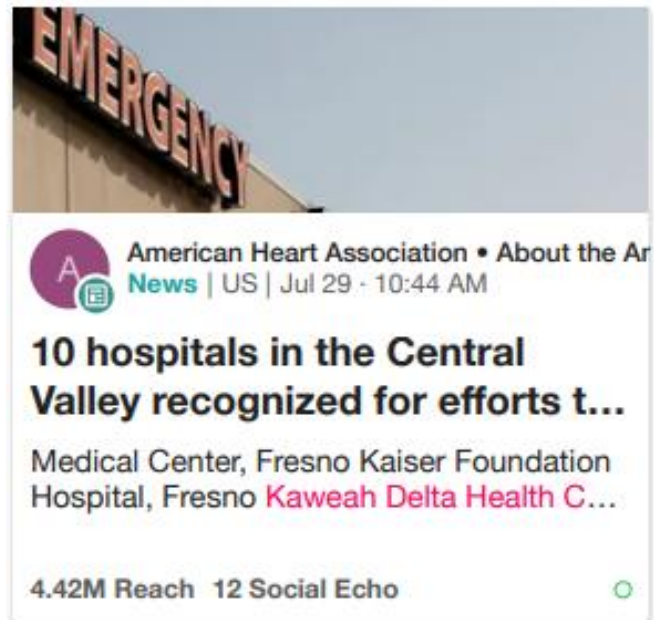 EMERGENCY
A
American Heart Association • About the Ar
News | US | Jul 29 · 10:44 AM
10 hospitals in the Central
Valley recognized for efforts t...
Medical Center, Fresno Kaiser Foundation
Hospital, Fresno Kaweah Delta Health C...
4.42M Reach 12 Social Echo